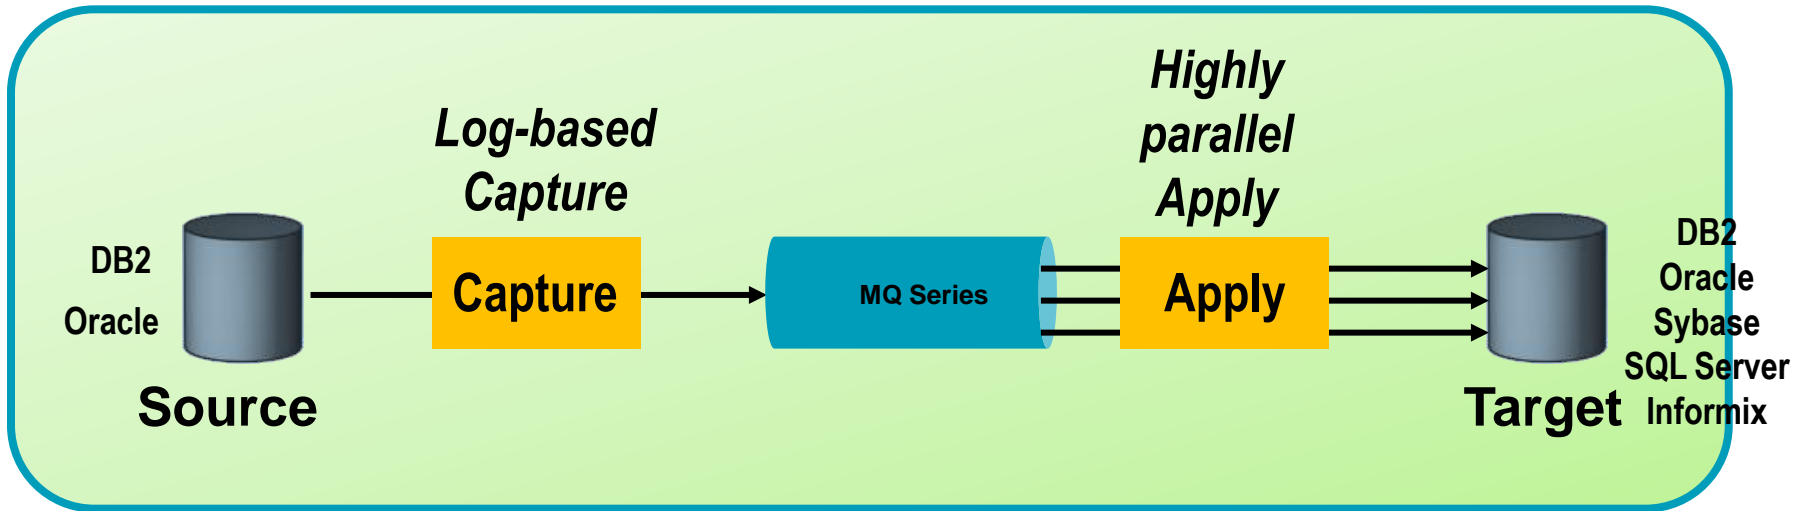 DB2
Oracle
Source
Log-based
Capture
Capture
MQ Series
Highly
parallel
Apply
Apply
Target
DB2
Oracle
Sybase
SQL Server
Informix